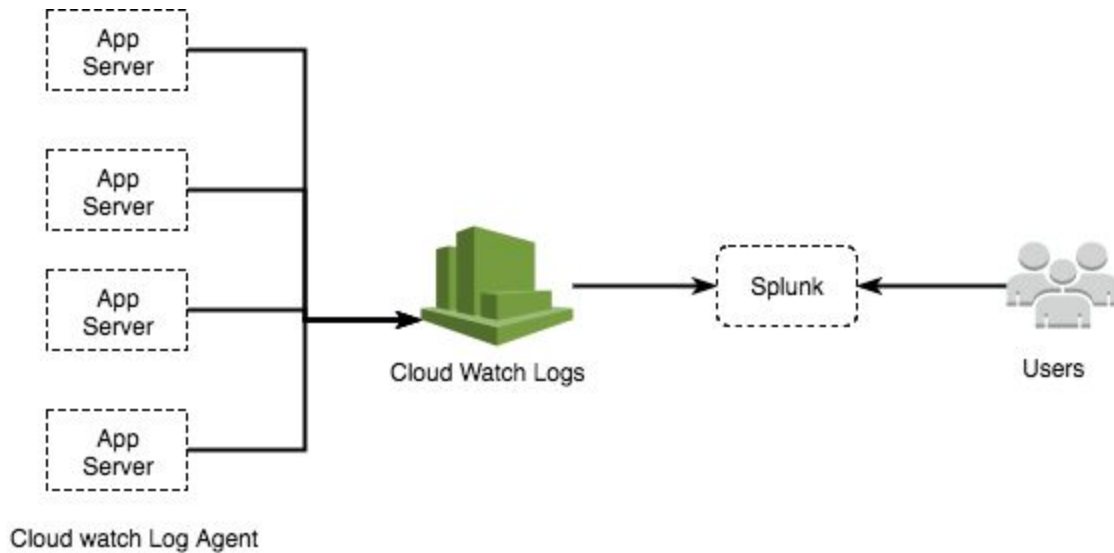 App
Server
App
Server
App
Server
App
Server
Cloud Watch Logs
Splunk
Users
Cloud watch Log Agent